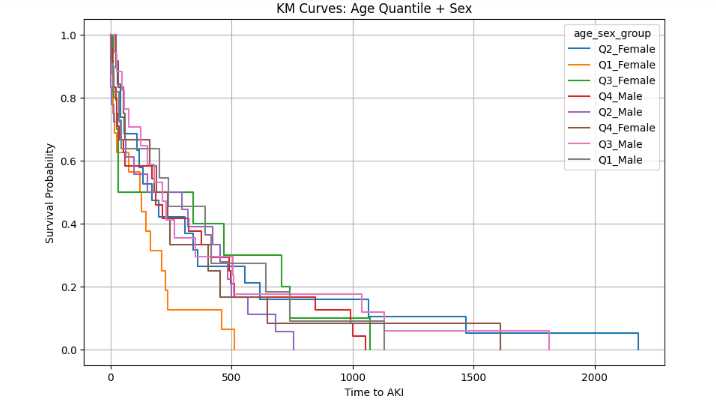 KM Curves: Age Quantile + Sex
age_sex_group
Q2_Female
Q1_Female
Q3_Female
Q4_Male
Q2_Male
Q4_Female
Q3_Male
Q1_Male
Survival Probability
1.0
0.8
0.6
0.4
0.2
0.0
0
500
1000
1500
2000
Time to AKI